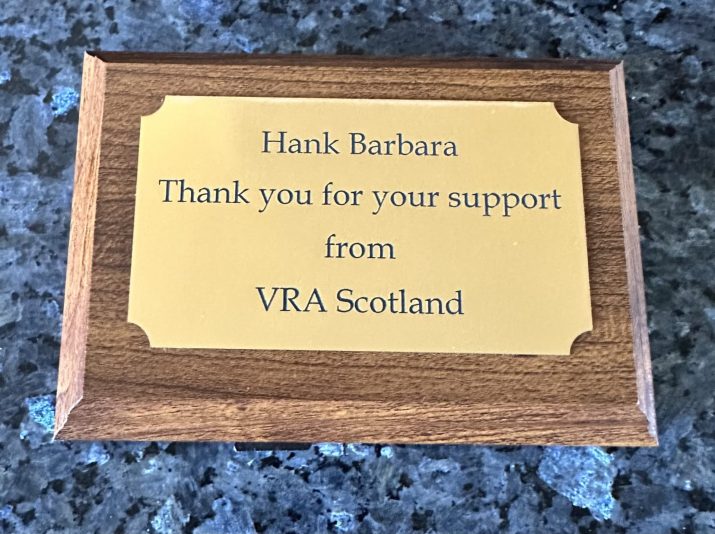 Hank Barbara
Thank you for your support
from
VRA Scotland